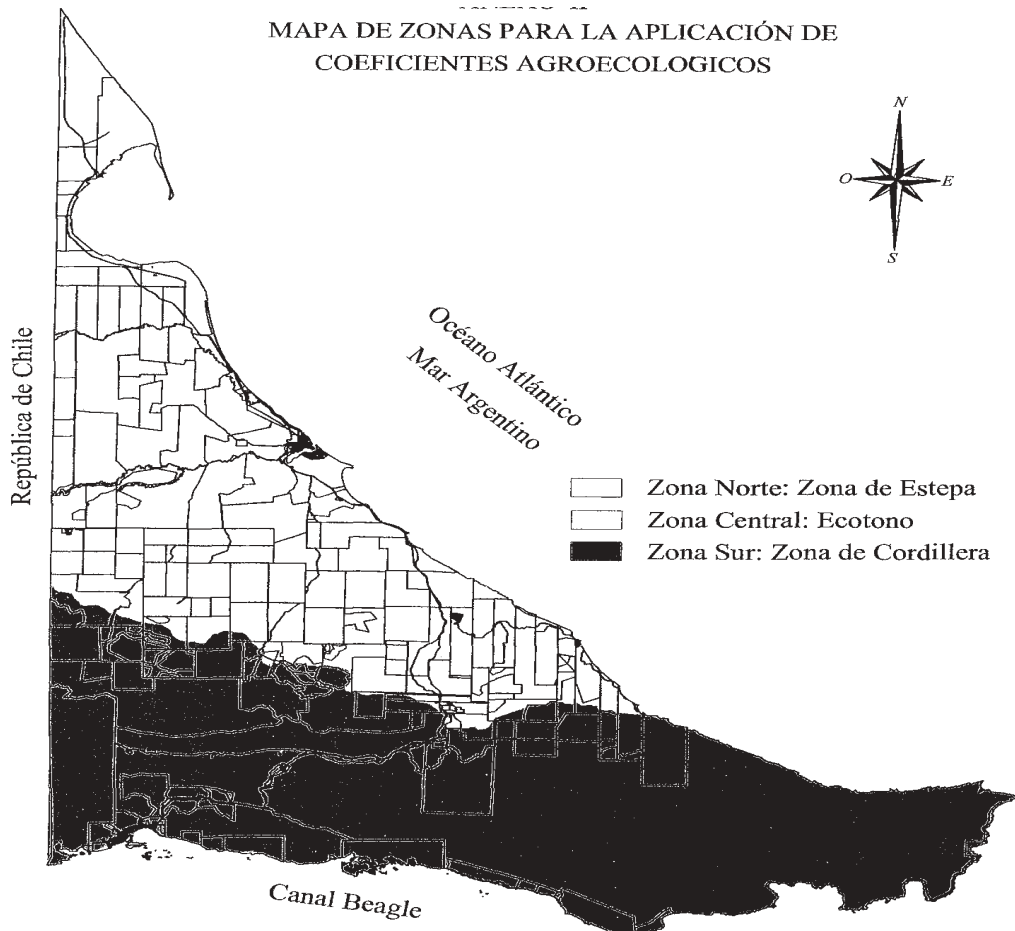 MAPA DE ZONAS PARA LA APLICACIÓN DE
COEFICIENTES AGROECOLOGICOS
N
O
E
S
República de Chile
Océano Atlántico
Mar Argentino
Zona Norte: Zona de Estepa
Zona Central: Ecotono
Zona Sur: Zona de Cordillera
Canal Beagle